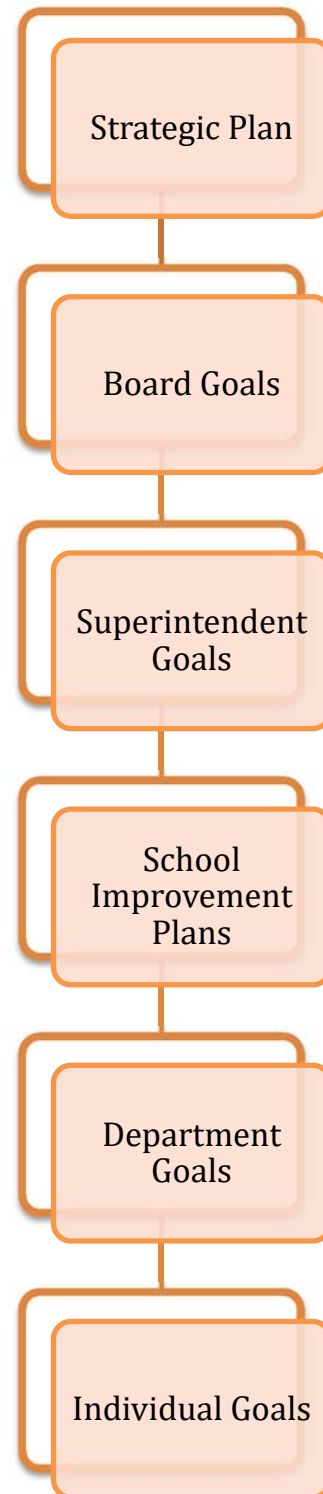 Strategic Plan
Board Goals
Superintendent
Goals
School
Improvement
Plans
Department
Goals
Individual Goals